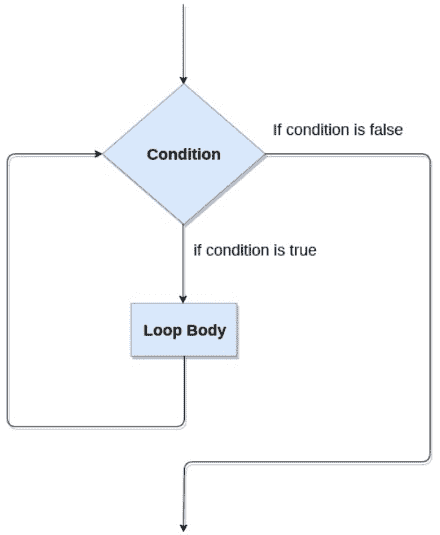 If condition is false
Condition
if condition is true
Loop Body